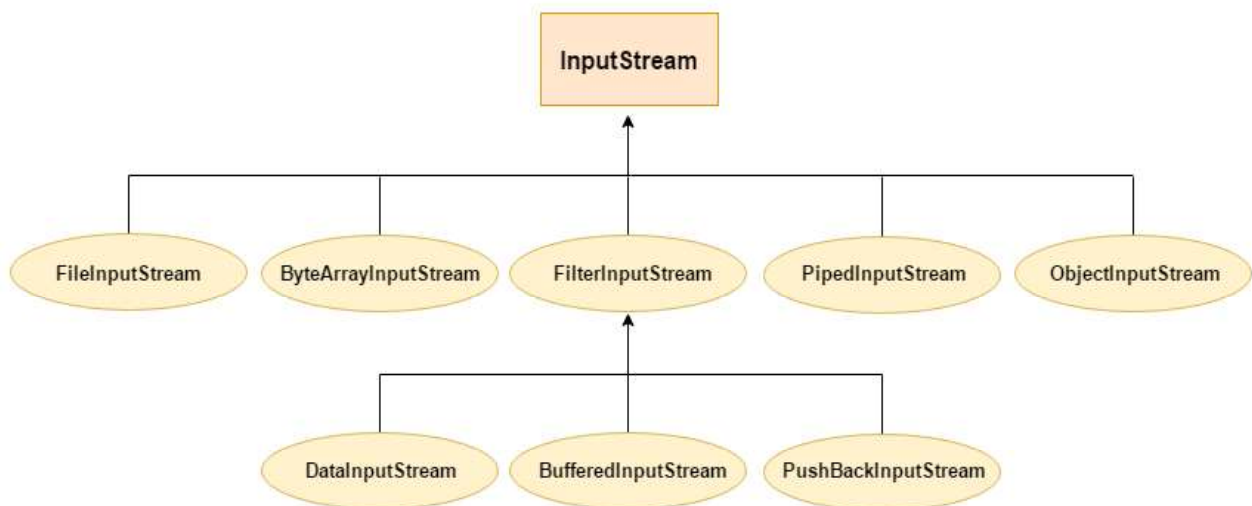 InputStream
FileInputStream
ByteArrayInputStream
FilterInputStream
PipedInputStream
ObjectInputStream
DataInputStream
BufferedInputStream
PushBackInputStream